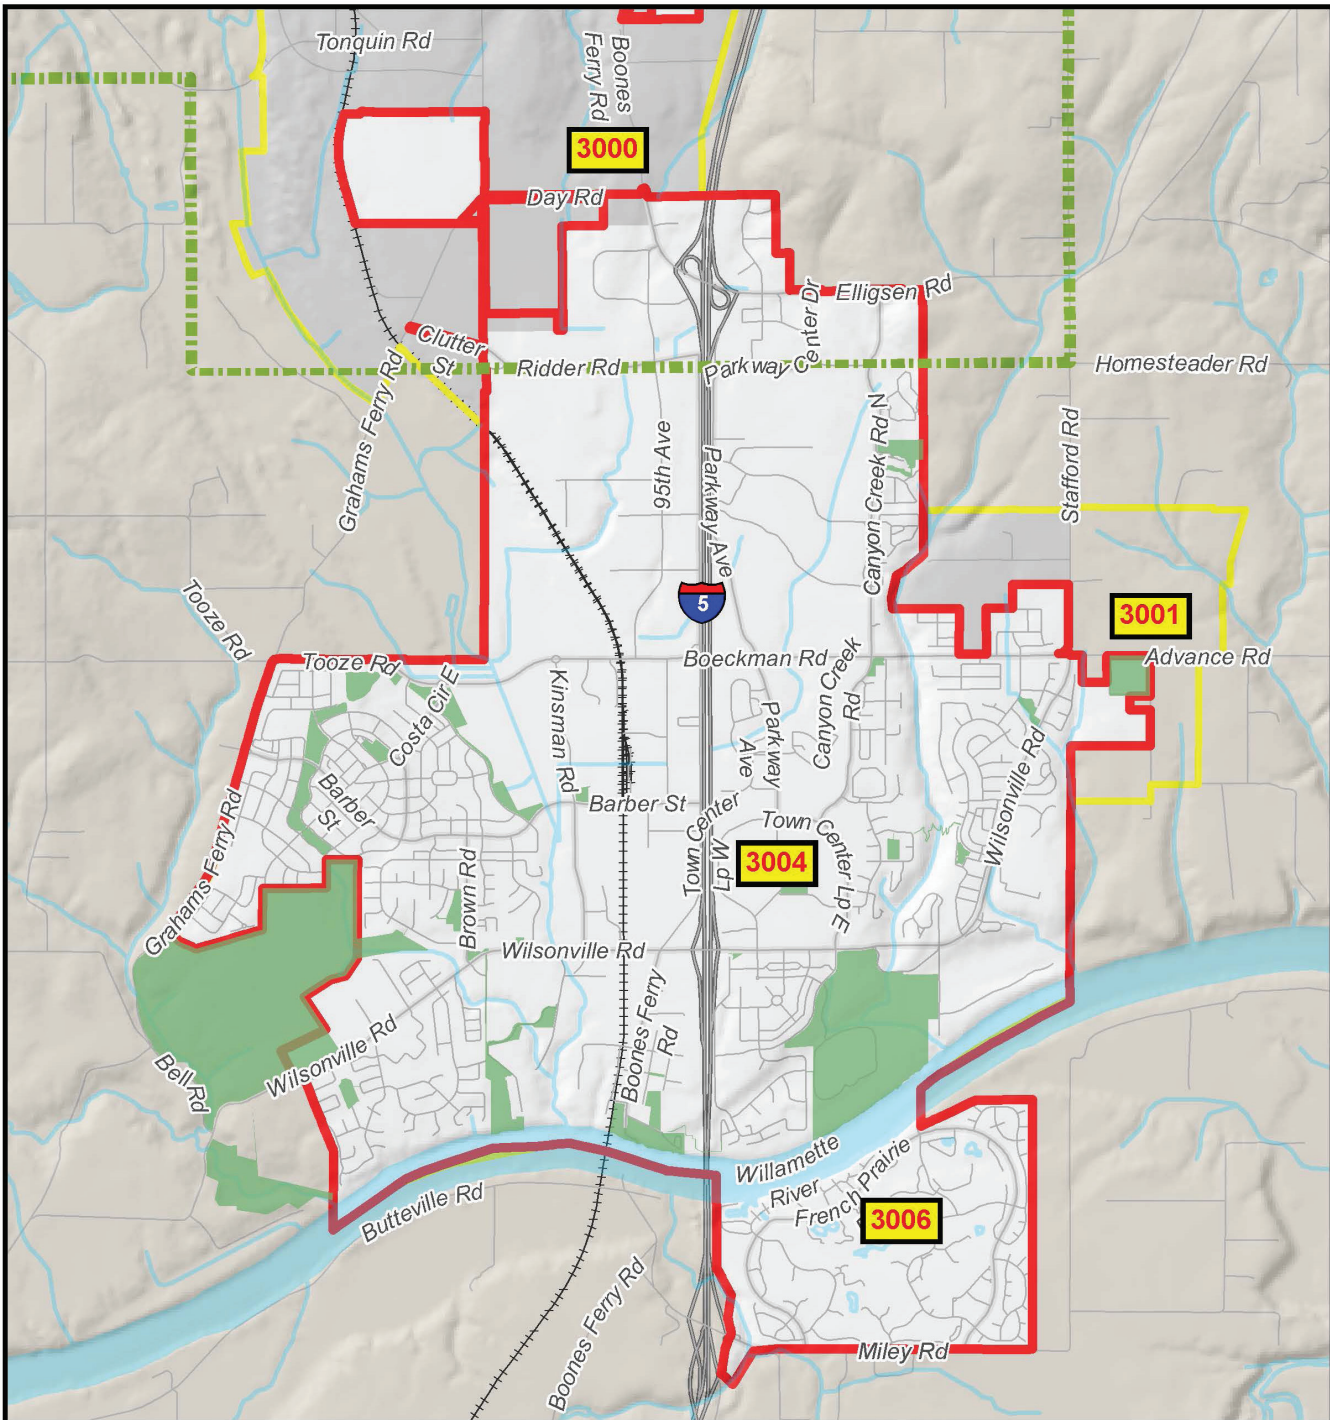 Tonquin Rd
Boones
Ferry Rd
3000
Day Rd
Elligsen Rd
Parkway Center Dr
Clutter
St
Ridder Rd
Homesteader Rd
Grahams Ferry Rd
95th Ave
Parkway Ave
Canyon Creek Rd N
Stafford Rd
5
3001
Tooze Rd
Tooze Rd
Boeckman Rd
Advance Rd
Costa Cir E
Kinsman Rd
Canyon Creek
Rd
Parkway
Ave
Barber
St
Barber St
Town Center
Lp W
Town Center Lp E
3004
Wilsonville Rd
Grahams Ferry Rd
Brown Rd
Wilsonville Rd
Boones Ferry
Rd
Bell Rd
Wilsonville Rd
Willamette
River
French Prairie
3006
Butteville Rd
Boones Ferry Rd
Miley Rd